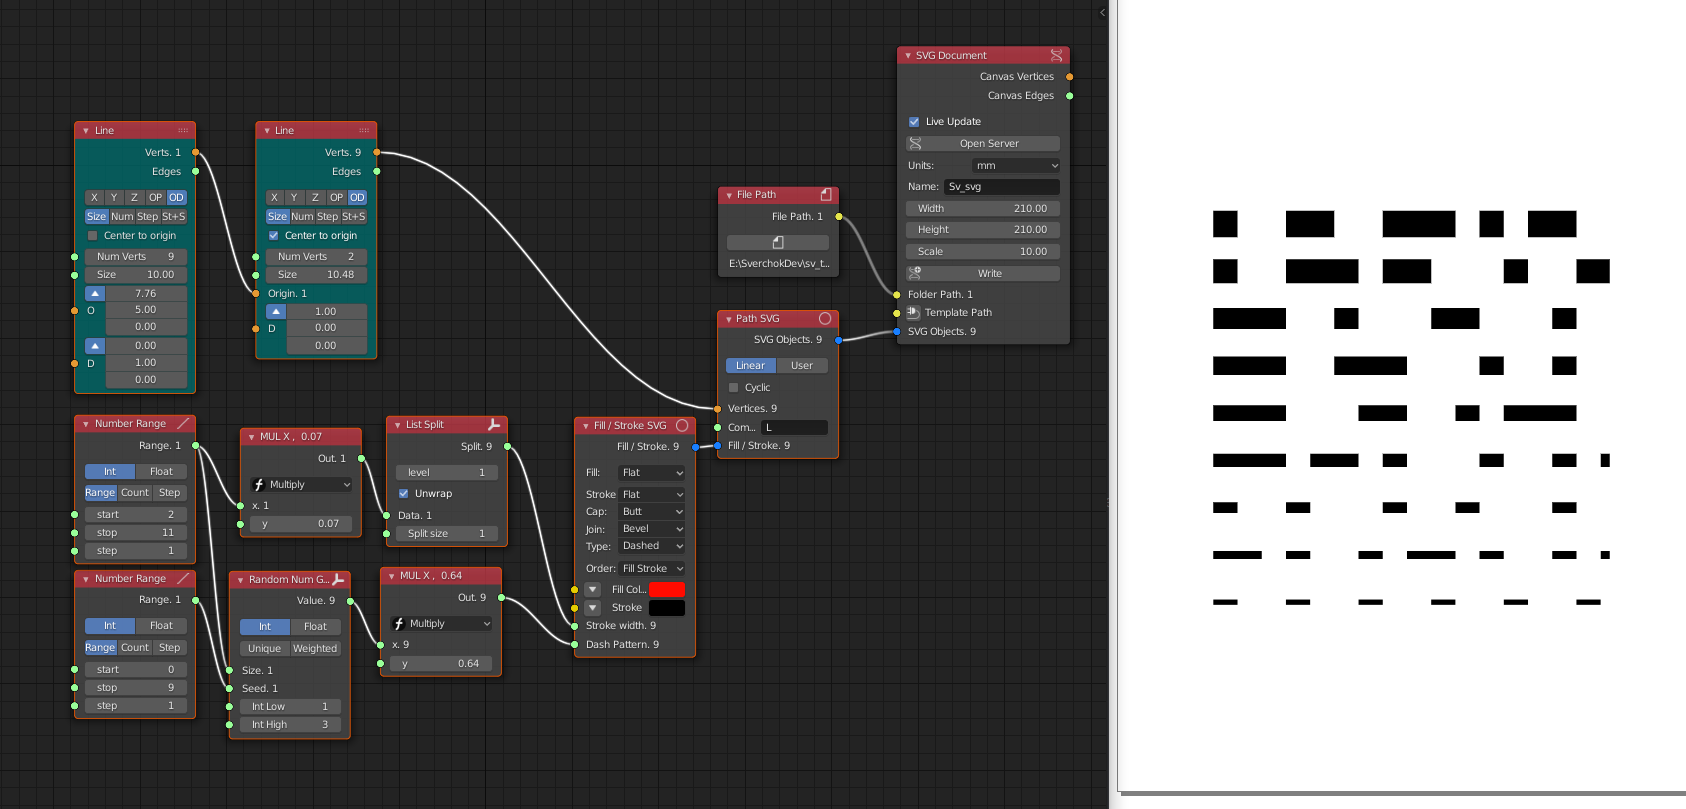 SVG Document
Canvas Vertices
Canvas Edges
Live Update
Open Server
Units: mm
Name: Sv_svg
Width 210.00
Height 210.00
Scale 10.00
Write
Folder Path. 1
Template Path
SVG Objects. 9
Line
Verts. 1
Edges
X Y Z OP OD
Size Num Step St+S
Center to origin
Num Verts 9
Size 10.00
7.76
O 5.00
0.00
0.00
D 1.00
0.00
Line
Verts. 9
Edges
X Y Z OP OD
Size Num Step St+S
Center to origin
Num Verts 2
Size 10.48
Origin. 1
1.00
D 0.00
0.00
File Path
File Path. 1
E:\SverchokDev\sv_t...
Path SVG
SVG Objects. 9
Linear User
Cyclic
Vertices. 9
Com... L
Fill / Stroke. 9
Number Range
Range. 1
Int Float
Range Count Step
start 2
stop 11
step 1
MUL X , 0.07
Out. 1
Multiply
x. 1
y 0.07
List Split
Split. 9
level 1
Unwrap
Data. 1
Split size 1
Fill / Stroke SVG
Fill / Stroke. 9
Fill: Flat
Stroke Flat
Cap: Butt
Join: Bevel
Type: Dashed
Order: Fill Stroke
Fill Col...
Stroke
Stroke width. 9
Dash Pattern. 9
Number Range
Range. 1
Int Float
Range Count Step
start 0
stop 9
step 1
Random Num G...
Value. 9
Int Float
Unique Weighted
Size. 1
Seed. 1
Int Low 1
Int High 3
MUL X , 0.64
Out. 9
Multiply
x. 9
y 0.64